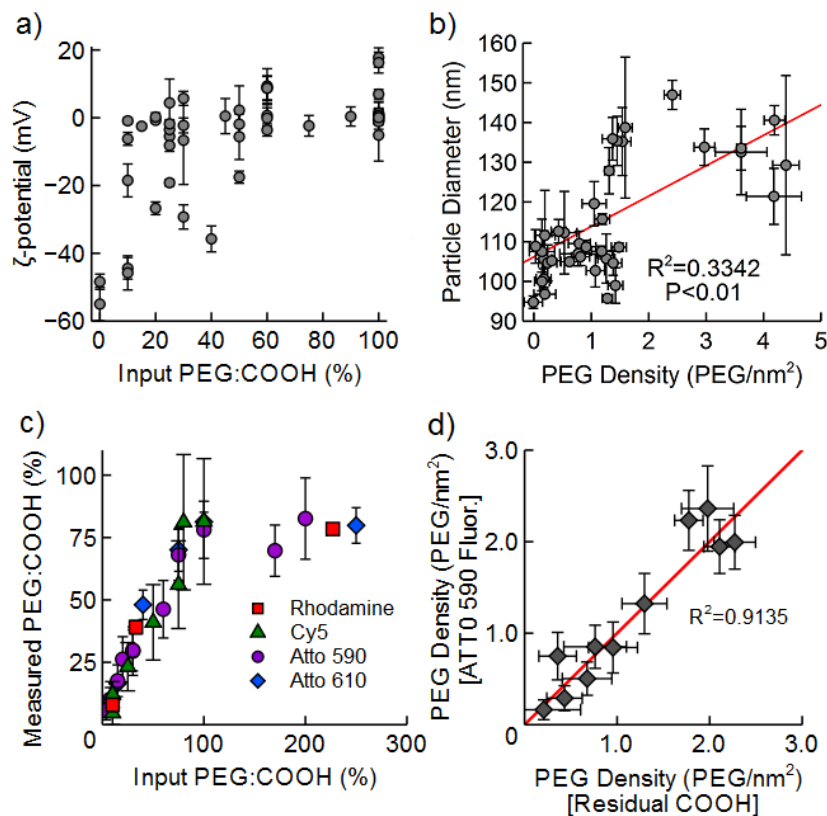 a)
20
0
−20
−40
−60
ζ-potential (mV)
0 20 40 60 80 100
Input PEG:COOH (%)
b)
160
150
140
130
120
110
100
90
Particle Diameter (nm)
R²=0.3342
P<0.01
0 1 2 3 4 5
PEG Density (PEG/nm²)
c)
100
75
50
25
0
Measured PEG:COOH (%)
Rhodamine
Cy5
Atto 590
Atto 610
100 200 300
Input PEG:COOH (%)
d)
3.0
2.0
1.0
0
PEG Density (PEG/nm²)
[ATT0 590 Fluor.]
R²=0.9135
1.0 2.0 3.0
PEG Density (PEG/nm²)
[Residual COOH]